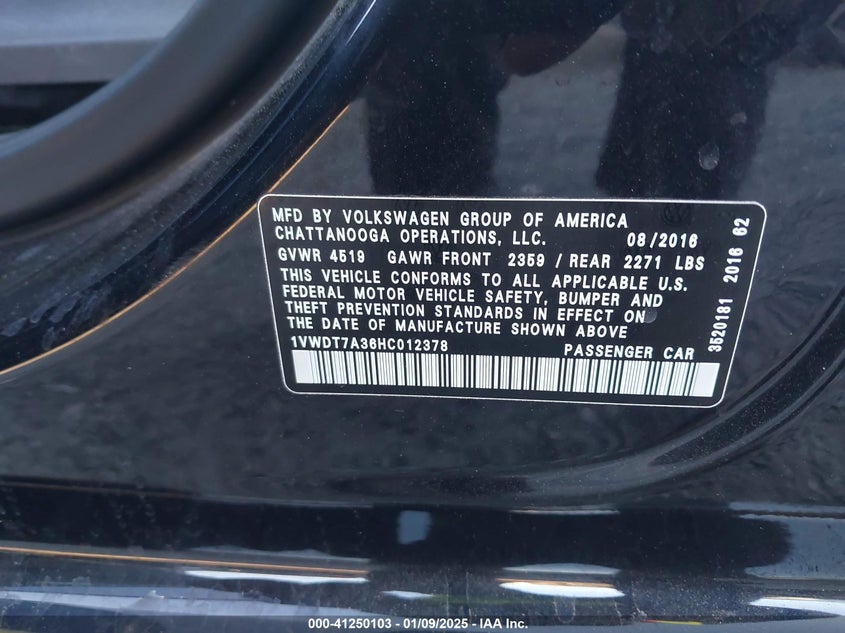 MFD BY VOLKSWAGEN GROUP OF AMERICA
CHATTANOOGA OPERATIONS, LLC. 08/2016
GVWR 4519 GAWR FRONT 2359 / REAR 2271 LBS
THIS VEHICLE CONFORMS TO ALL APPLICABLE U.S.
FEDERAL MOTOR VEHICLE SAFETY, BUMPER AND
THEFT PREVENTION STANDARDS IN EFFECT ON
THE DATE OF MANUFACTURE SHOWN ABOVE
1VWDT7A36HC012378 PASSENGER CAR
3520181 2016 62
000-41250103 - 01/09/2025 - © IAA, Inc.